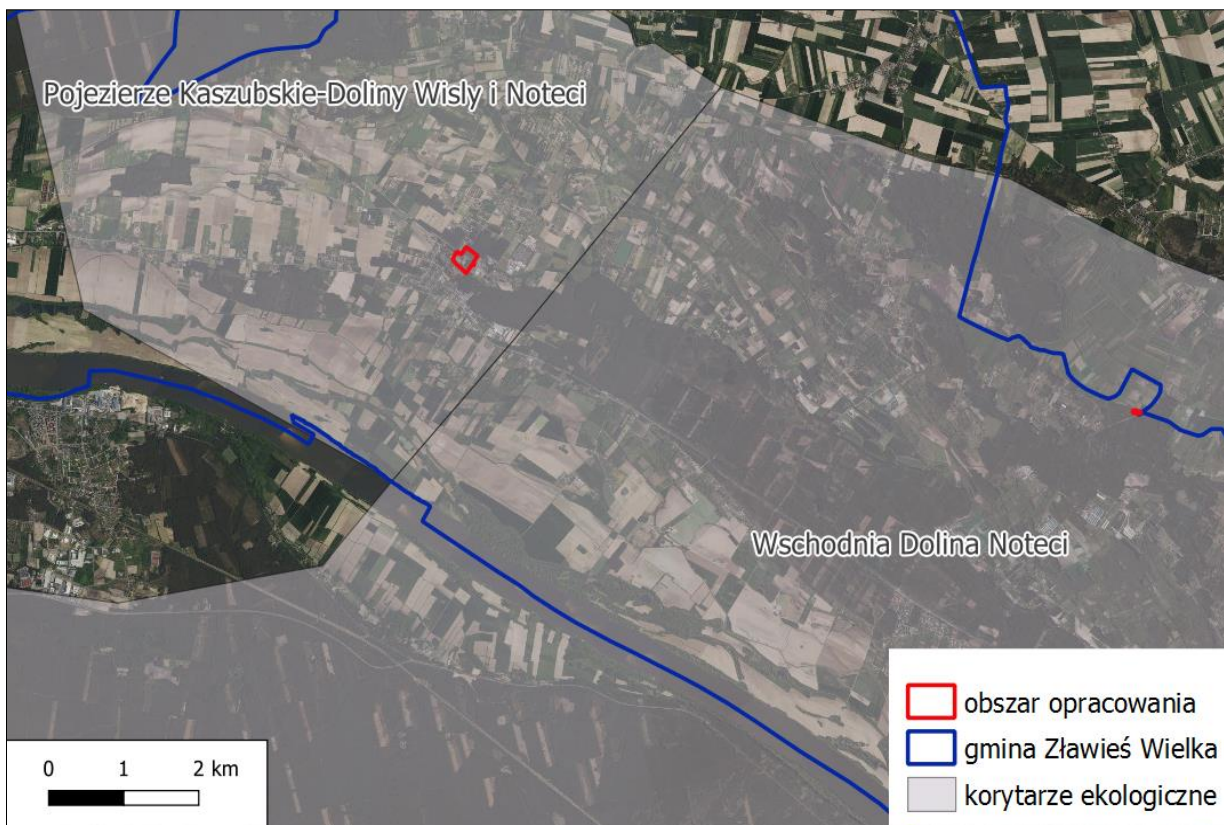 Pojezierze Kaszubskie-Doliny Wisly i Noteci
Wschodnia Dolina Noteci
obszar opracowania
gmina Zławieś Wielka
korytarze ekologiczne
0 1 2 km